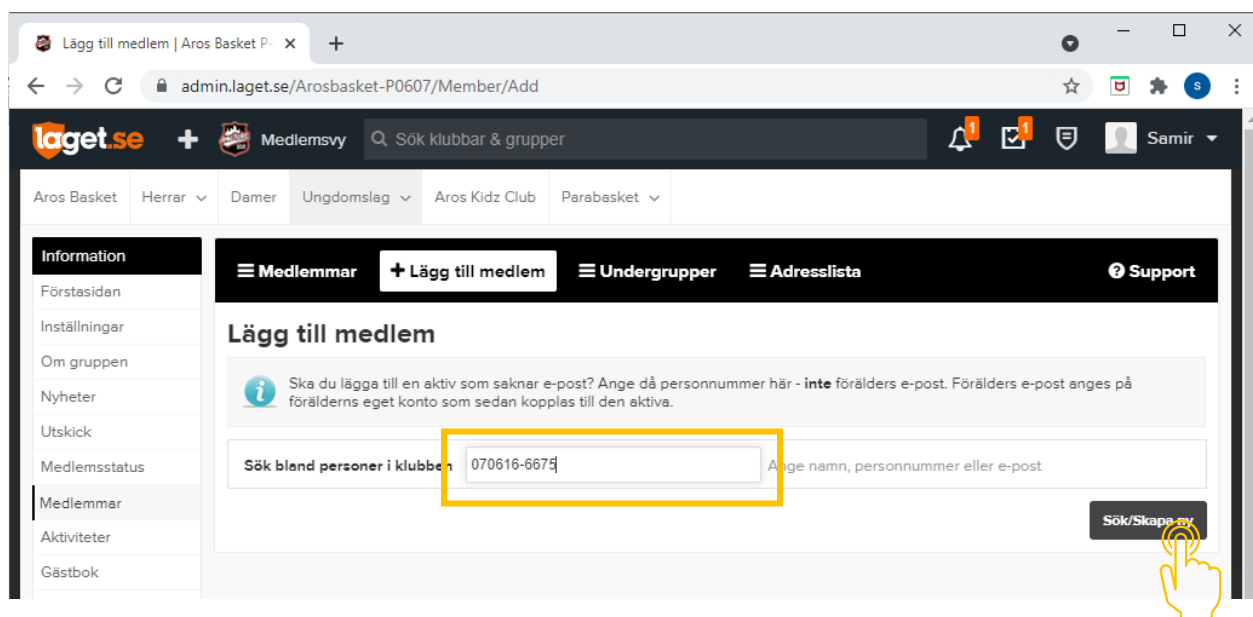 Lägg till medlem | Aros Basket P-
admin.laget.se/Arosbasket-P0607/Member/Add
S
laget.se
Medlemsvy
Sök klubbar & grupper
1
1
Samir
Aros Basket
Herrar
Damer
Ungdomslag
Aros Kidz Club
Parabasket
Information
Förstasidan
Inställningar
Om gruppen
Nyheter
Utskick
Medlemsstatus
Medlemmar
Aktiviteter
Gästbok
Medlemmar
Lägg till medlem
Undergrupper
Adresslista
Support
Lägg till medlem
Ska du lägga till en aktiv som saknar e-post? Ange då personnummer här - inte förälders e-post. Förälders e-post anges på
förälderns eget konto som sedan kopplas till den aktiva.
Sök bland personer i klubben
070616-6675
Ange namn, personnummer eller e-post
Sök/Skapa ny